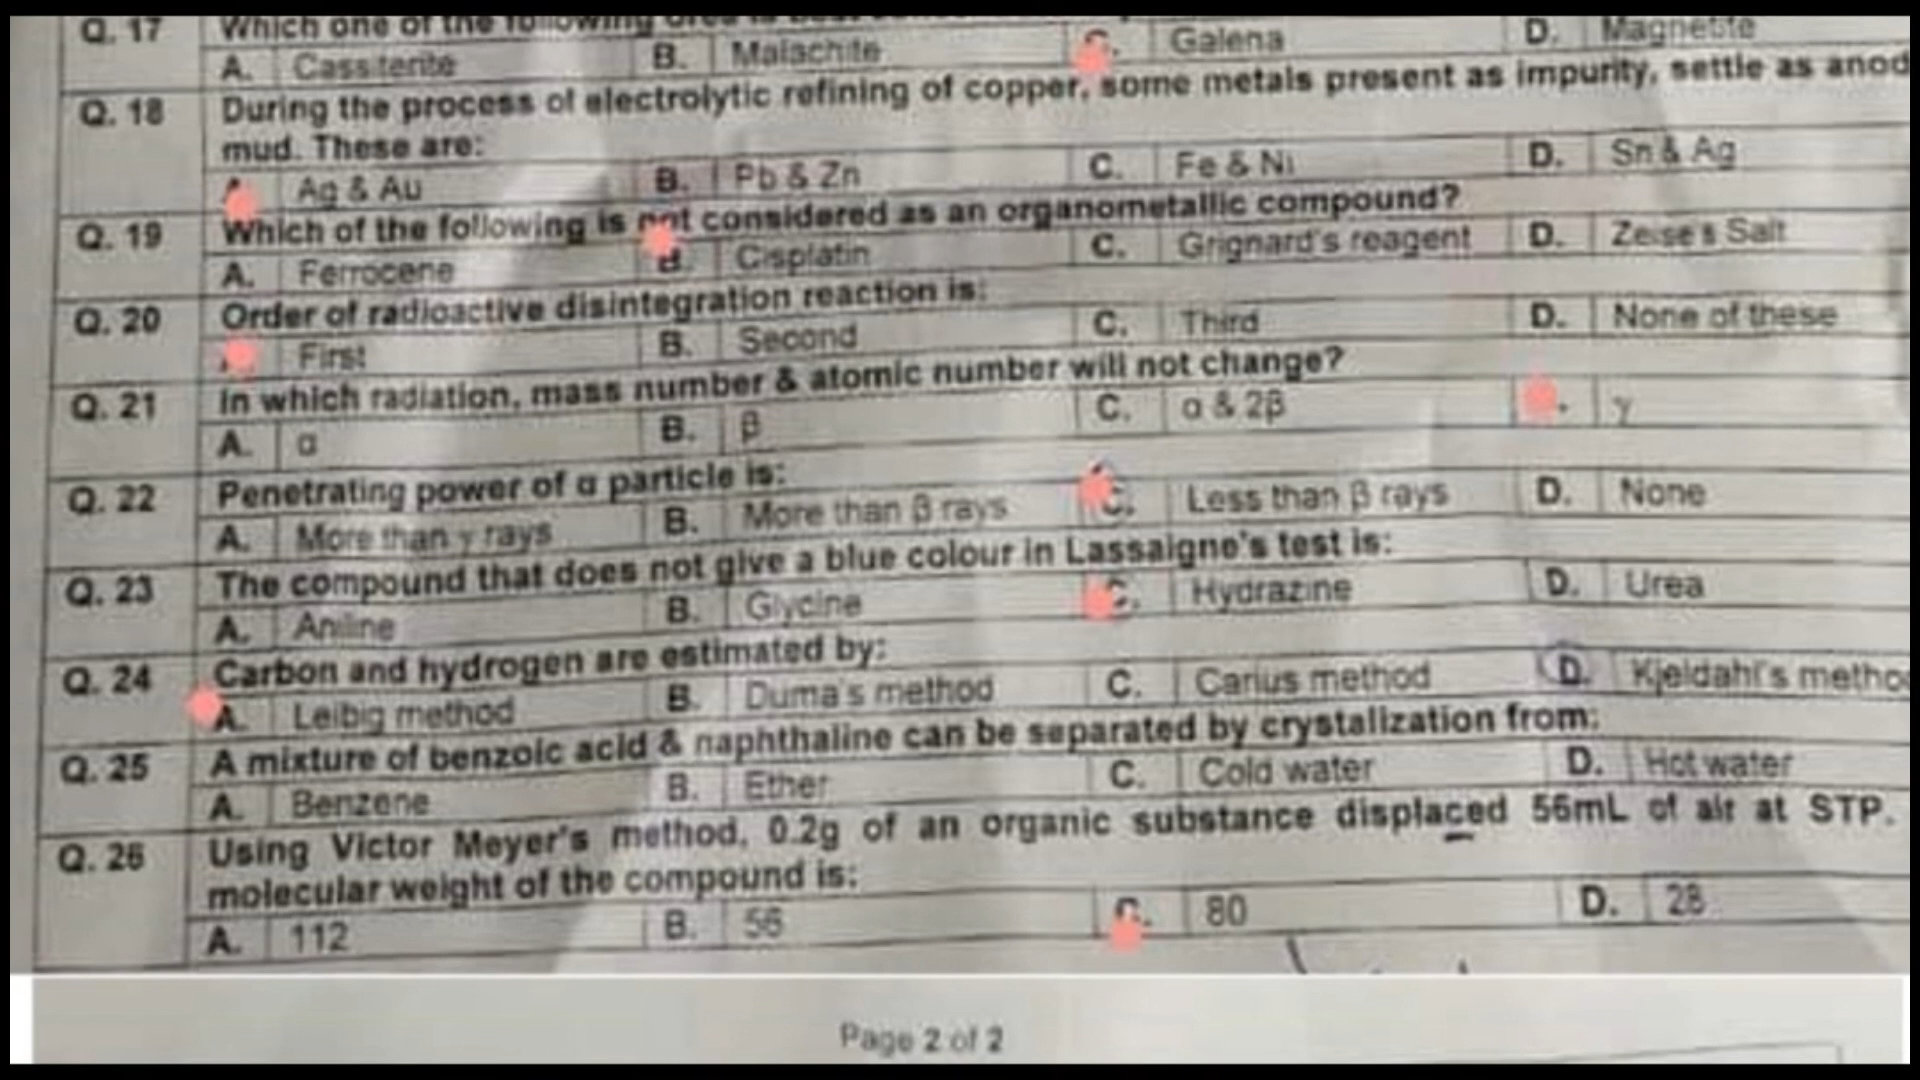 Q. 17 Which one of the following ores is best
A. Cassiterite B. Malachite C. Galena D. Magnetite
Q. 18 During the process of electrolytic refining of copper, some metals present as impurity, settle as anod
mud. These are:
Ag & Au B. Pb & Zn C. Fe & Ni D. Sn & Ag
Q. 19 Which of the following is not considered as an organometallic compound?
A. Ferrocene B. Cisplatin C. Grignard's reagent D. Zeise's Salt
Q. 20 Order of radioactive disintegration reaction is:
First B. Second C. Third D. None of these
Q. 21 In which radiation, mass number & atomic number will not change?
A. α B. β C. α & 2β γ
Q. 22 Penetrating power of α particle is:
A. More than γ rays B. More than β rays C. Less than β rays D. None
Q. 23 The compound that does not give a blue colour in Lassaigne's test is:
A. Aniline B. Glycine C. Hydrazine D. Urea
Q. 24 Carbon and hydrogen are estimated by:
A. Leibig method B. Duma's method C. Carius method D. Kjeldahl's metho
Q. 25 A mixture of benzoic acid & naphthaline can be separated by crystalization from:
A. Benzene B. Ether C. Cold water D. Hot water
Q. 26 Using Victor Meyer's method, 0.2g of an organic substance displaced 56mL of air at STP.
molecular weight of the compound is:
A. 112 B. 56 C. 80 D. 28
Page 2 of 2